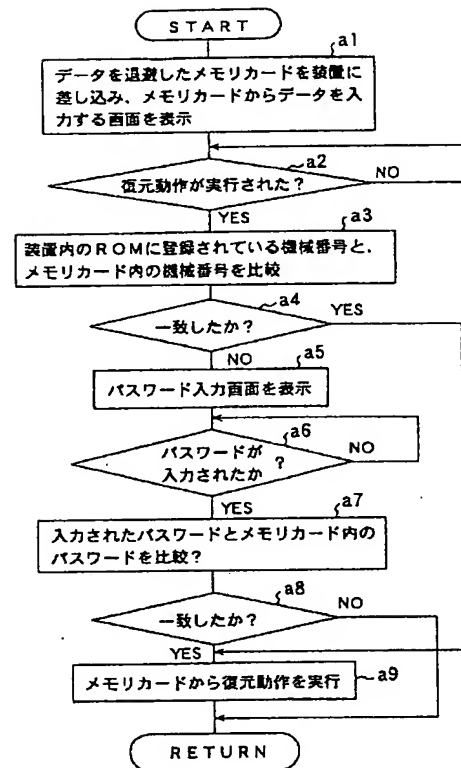 START
a1
データを退避したメモリカードを装置に
差し込み、メモリカードからデータを入
力する画面を表示
a2
復元動作が実行された?
NO
YES
a3
装置内のROMに登録されている機械番号と、
メモリカード内の機械番号を比較
a4
一致したか?
YES
NO
a5
パスワード入力画面を表示
a6
パスワードが
入力されたか ?
NO
YES
a7
入力されたパスワードとメモリカード内の
パスワードを比較?
a8
一致したか?
NO
YES
メモリカードから復元動作を実行
a9
RETURN